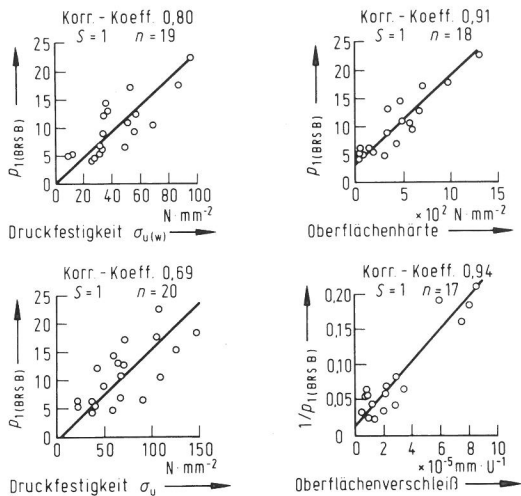 Korr.-Koeff. 0,80
S=1 n=19
p1(BRS B)
25
20
15
10
5
0
0 20 40 60 80 100
N·mm-2
Druckfestigkeit σu(w)
Korr.-Koeff. 0,91
S=1 n=18
25
20
15
10
5
0
0 5 10 15
×10² N·mm-2
Oberflächenhärte
Korr.-Koeff. 0,69
S=1 n=20
p1(BRS B)
25
20
15
10
5
0
0 50 100 150
N·mm-2
Druckfestigkeit σu
Korr.-Koeff. 0,94
S=1 n=17
1/p1(BRS B)
0,20
0,15
0,10
0,05
0
0 2 4 6 8 10
×10-5 mm·U-1
Oberflächenverschleiß